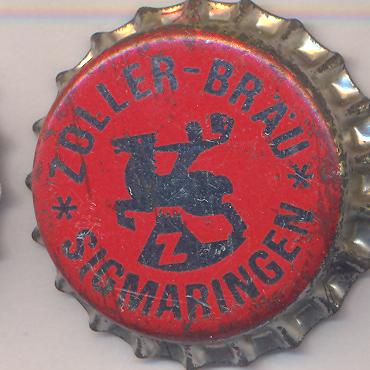 ZOLLER-BRÄU
* SIGMARINGEN *
Z